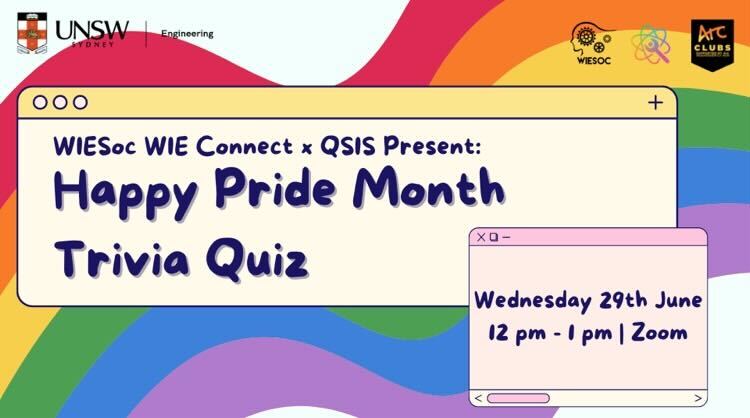 UNSW
SYDNEY
Engineering
WIESOC
Arc
CLUBS
WIESoc WIE Connect x QSIS Present:
Happy Pride Month
Trivia Quiz
Wednesday 29th June
12 pm - 1 pm | Zoom